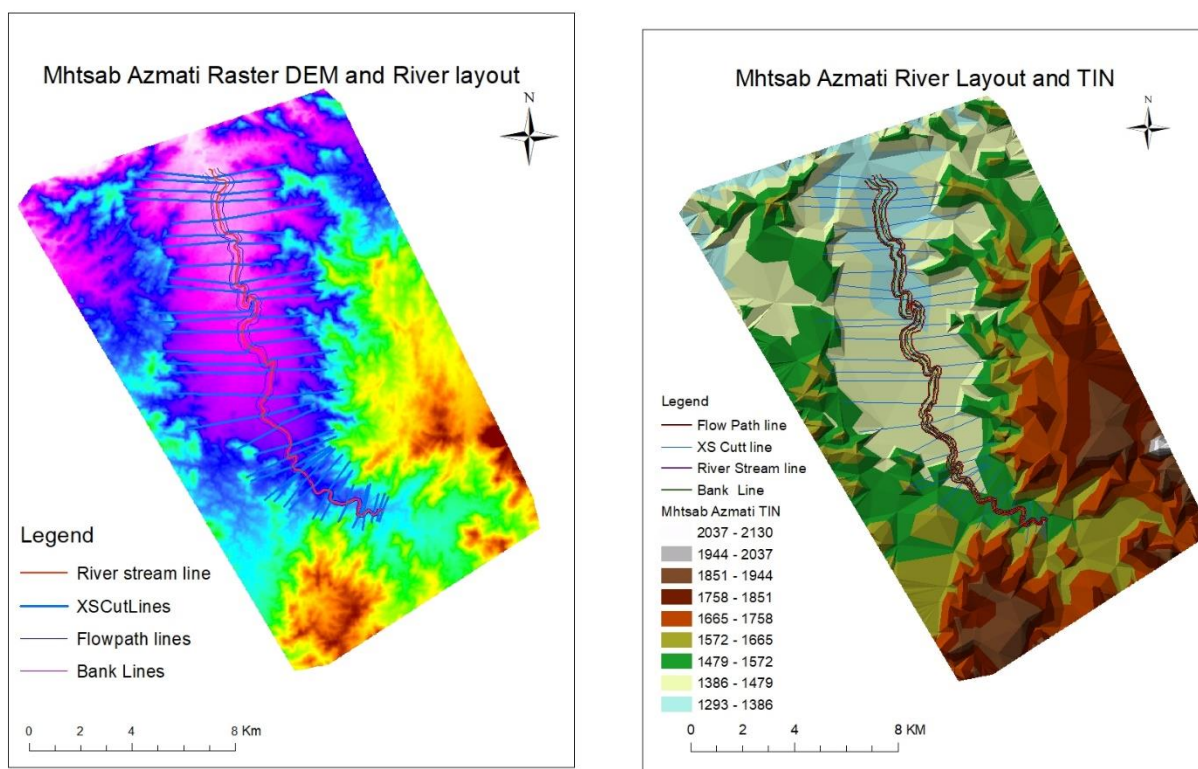 Mhtsab Azmati Raster DEM and River layout
N
Legend
River stream line
XSCutLines
Flowpath lines
Bank Lines
0 2 4 8 Km
Mhtsab Azmati River Layout and TIN
N
Legend
Flow Path line
XS Cutt line
River Stream line
Bank Line
Mhtsab Azmati TIN
2037 - 2130
1944 - 2037
1851 - 1944
1758 - 1851
1665 - 1758
1572 - 1665
1479 - 1572
1386 - 1479
1293 - 1386
0 2 4 8 KM